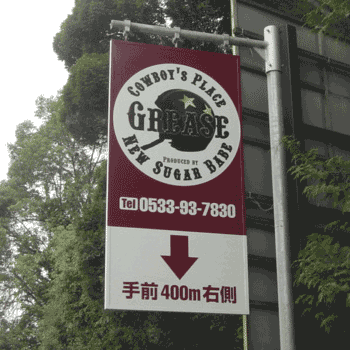 COWBOY'S PLACE
GREASE
PRODUCED BY
NEW SUGAR BABE
Tel 0533-93-7830
手前400m右側